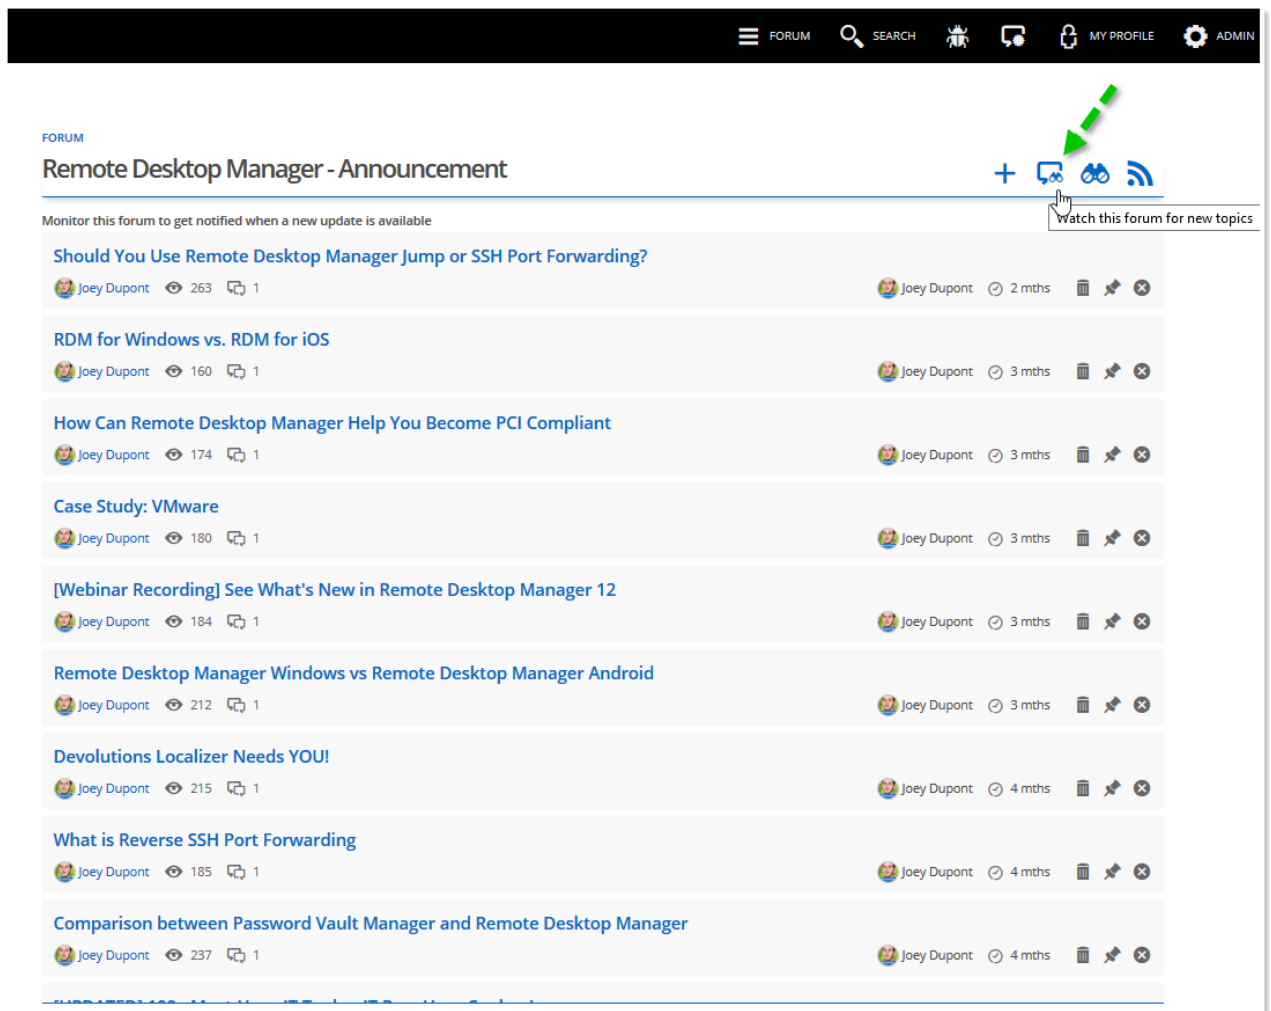 FORUM SEARCH MY PROFILE ADMIN
FORUM
Remote Desktop Manager - Announcement
Watch this forum for new topics
Monitor this forum to get notified when a new update is available
Should You Use Remote Desktop Manager Jump or SSH Port Forwarding?
Joey Dupont 263 1 Joey Dupont 2 mths
RDM for Windows vs. RDM for iOS
Joey Dupont 160 1 Joey Dupont 3 mths
How Can Remote Desktop Manager Help You Become PCI Compliant
Joey Dupont 174 1 Joey Dupont 3 mths
Case Study: VMware
Joey Dupont 180 1 Joey Dupont 3 mths
[Webinar Recording] See What's New in Remote Desktop Manager 12
Joey Dupont 184 1 Joey Dupont 3 mths
Remote Desktop Manager Windows vs Remote Desktop Manager Android
Joey Dupont 212 1 Joey Dupont 3 mths
Devolutions Localizer Needs YOU!
Joey Dupont 215 1 Joey Dupont 4 mths
What is Reverse SSH Port Forwarding
Joey Dupont 185 1 Joey Dupont 4 mths
Comparison between Password Vault Manager and Remote Desktop Manager
Joey Dupont 237 1 Joey Dupont 4 mths